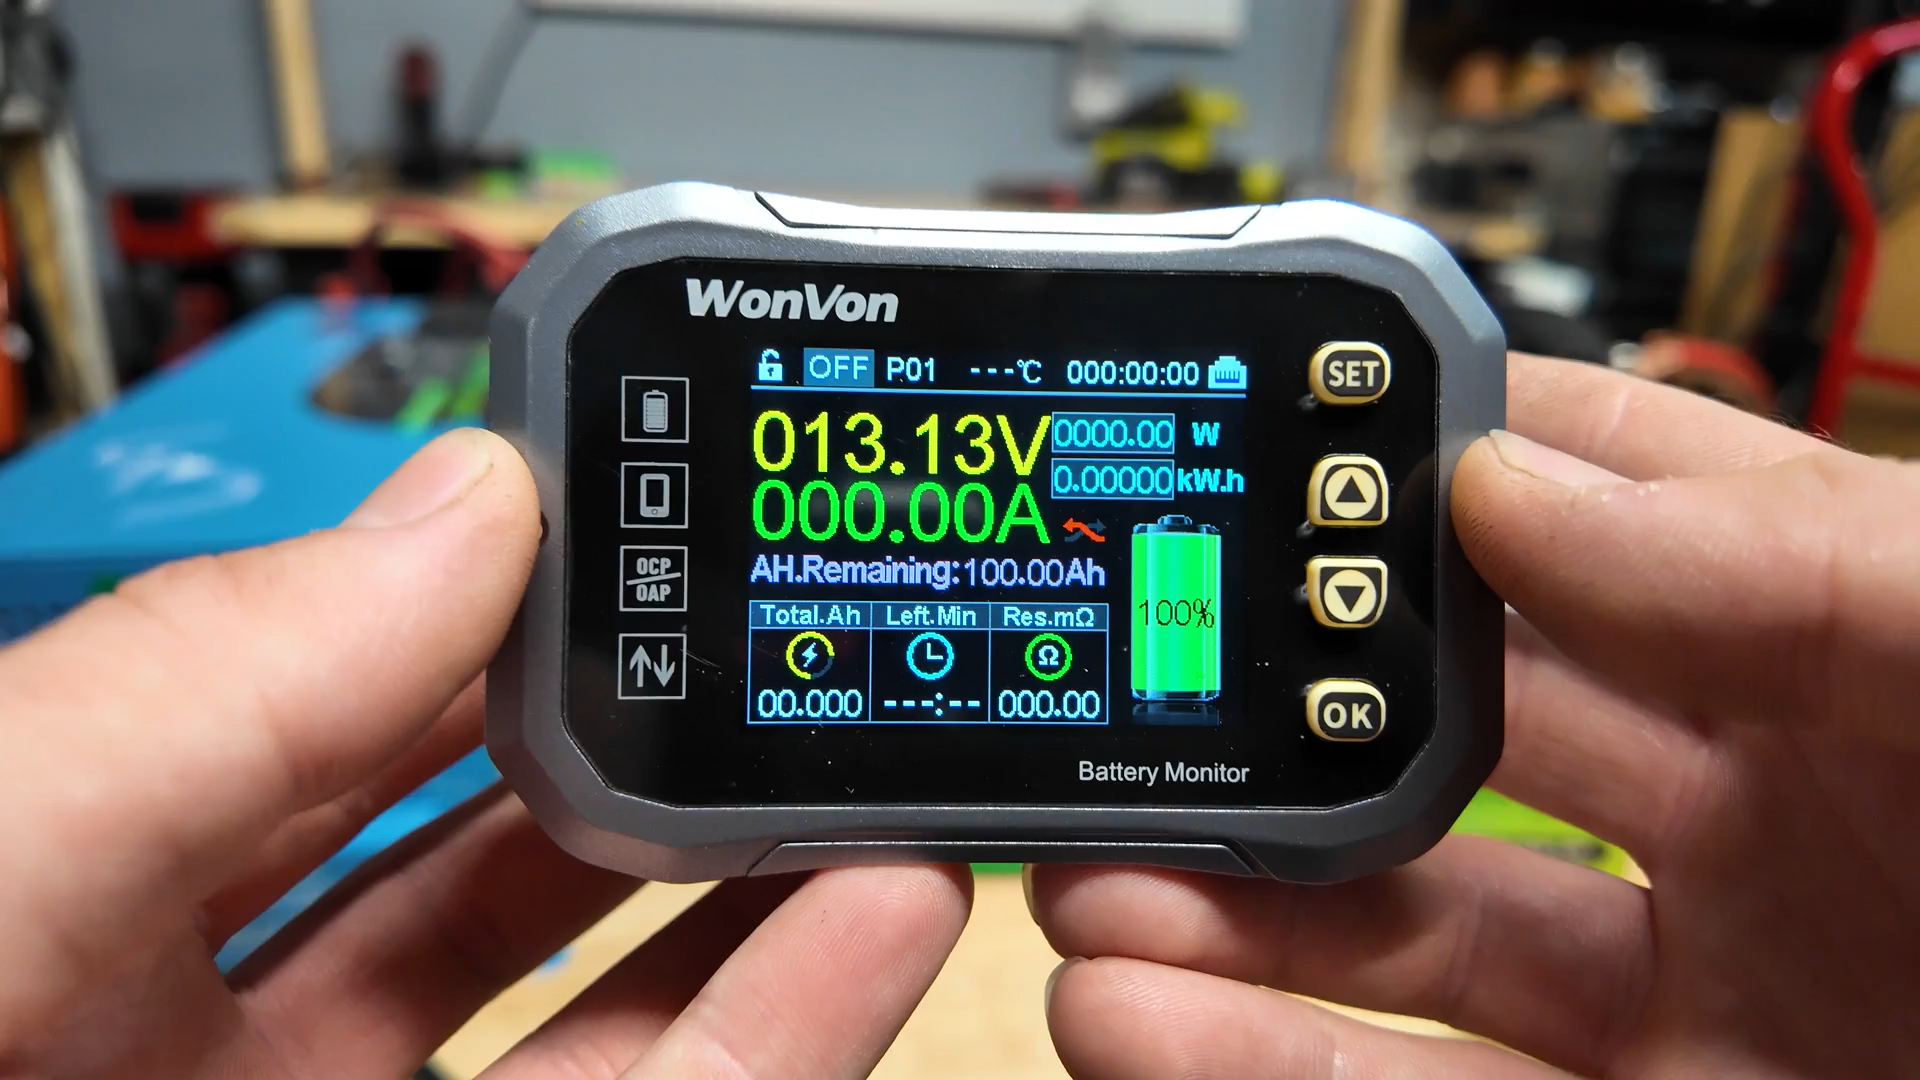 WonVon
OFF P01 ---℃ 000:00:00
013.13V 0000.00 W
0.00000 kW.h
000.00A
AH.Remaining:100.00Ah
100%
Total.Ah Left.Min Res.mΩ
Ω
00.000 ---:-- 000.00
OCP
OAP
SET
OK
Battery Monitor